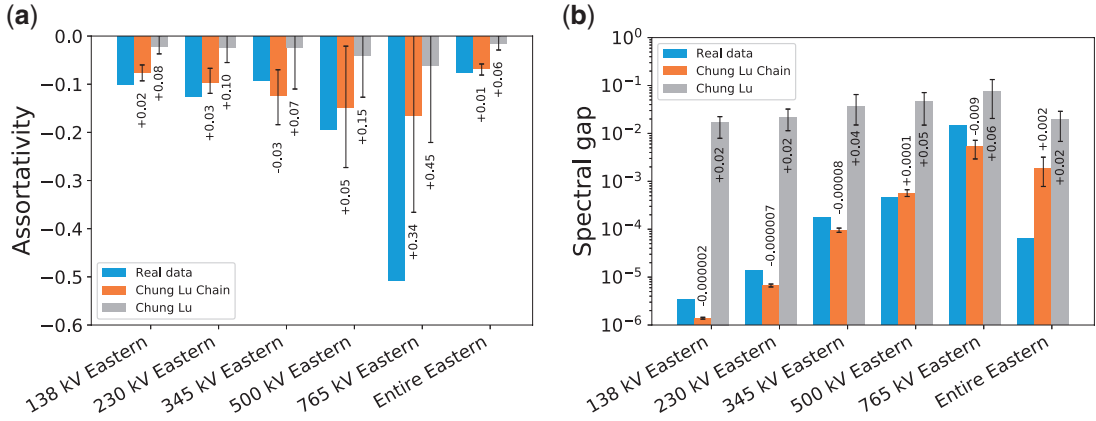 (a)
Assortativity
0.0
−0.1
−0.2
−0.3
−0.4
−0.5
−0.6
+0.02
+0.08
+0.03
+0.10
-0.03
+0.07
+0.05
+0.15
+0.34
+0.45
+0.01
+0.06
Real data
Chung Lu Chain
Chung Lu
138 kV Eastern
230 kV Eastern
345 kV Eastern
500 kV Eastern
765 kV Eastern
Entire Eastern
(b)
Spectral gap
10⁰
10⁻¹
10⁻²
10⁻³
10⁻⁴
10⁻⁵
10⁻⁶
Real data
Chung Lu Chain
Chung Lu
-0.000002
+0.02
-0.000007
+0.02
-0.00008
+0.04
+0.0001
+0.05
-0.009
+0.06
+0.002
+0.02
138 kV Eastern
230 kV Eastern
345 kV Eastern
500 kV Eastern
765 kV Eastern
Entire Eastern